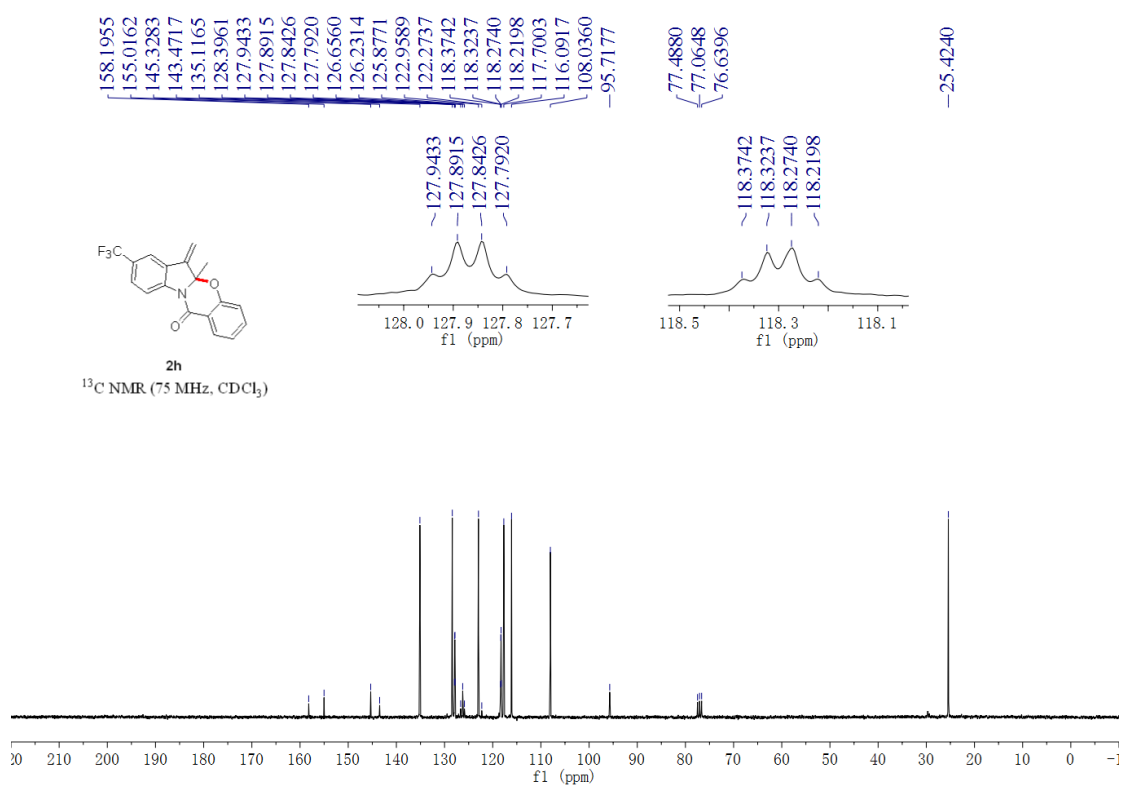 158.1955
155.0162
145.3283
143.4717
135.1165
128.3961
127.9433
127.8915
127.8426
127.7920
126.6560
126.2314
125.8771
122.9589
122.2737
118.3742
118.3237
118.2740
118.2198
117.7003
116.0917
108.0360
95.7177
77.4880
77.0648
76.6396
25.4240
127.9433
127.8915
127.8426
127.7920
118.3742
118.3237
118.2740
118.2198
128.0 127.9 127.8 127.7
f1 (ppm)
118.5 118.3 118.1
f1 (ppm)
F3C
N
O
O
2h
13C NMR (75 MHz, CDCl3)
20 210 200 190 180 170 160 150 140 130 120 110 100 90 80 70 60 50 40 30 20 10 0 -1
f1 (ppm)